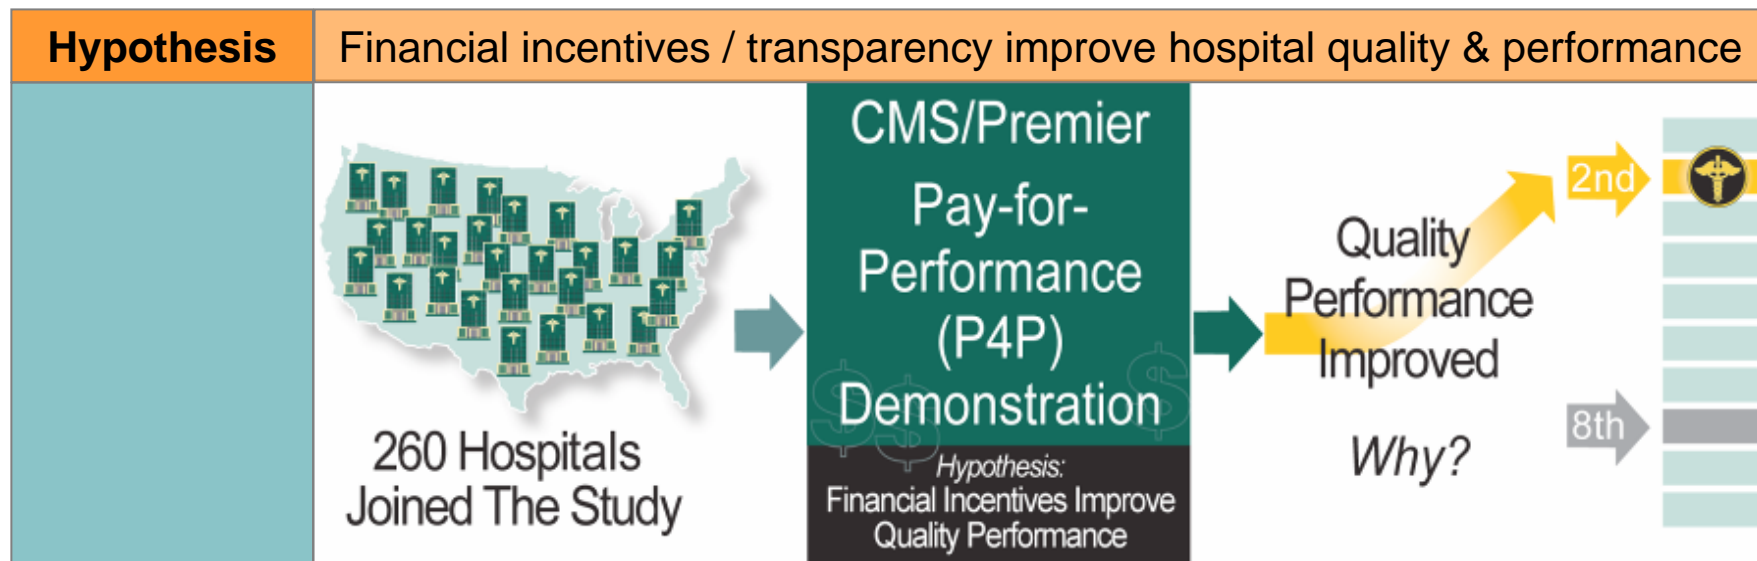 Hypothesis
Financial incentives / transparency improve hospital quality & performance
260 Hospitals
Joined The Study
CMS/Premier
Pay-for-
Performance
(P4P)
Demonstration
$ $ $
Hypothesis:
Financial Incentives Improve
Quality Performance
Quality
Performance
Improved
Why?
2nd
8th